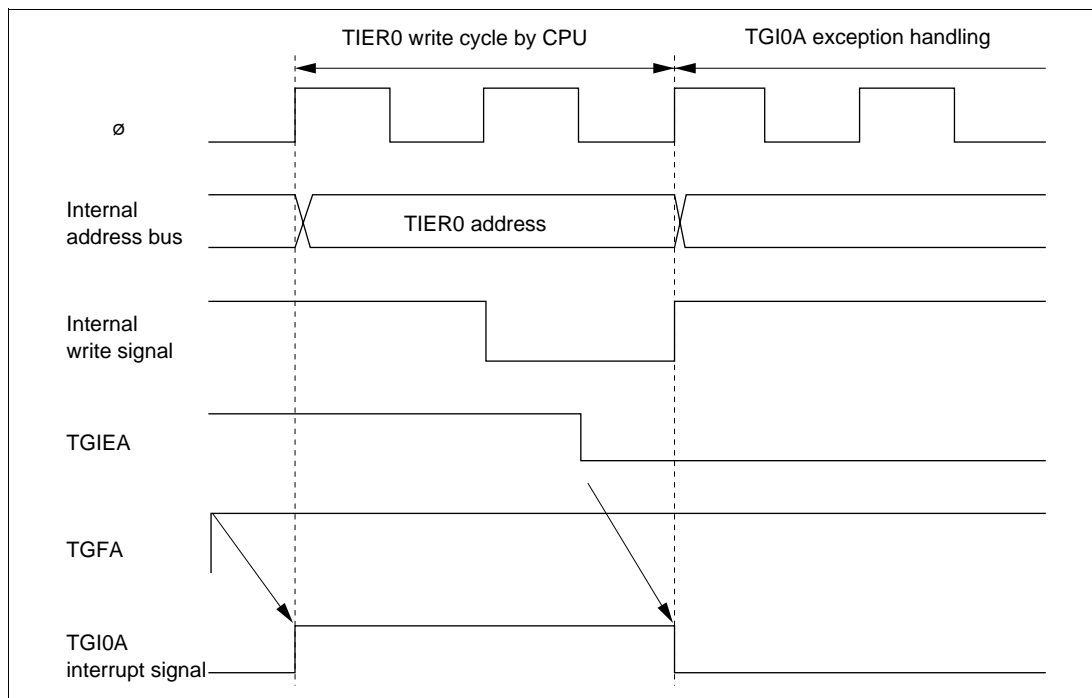 TIER0 write cycle by CPU
TGI0A exception handling
ø
Internal
address bus
TIER0 address
Internal
write signal
TGIEA
TGFA
TGI0A
interrupt signal